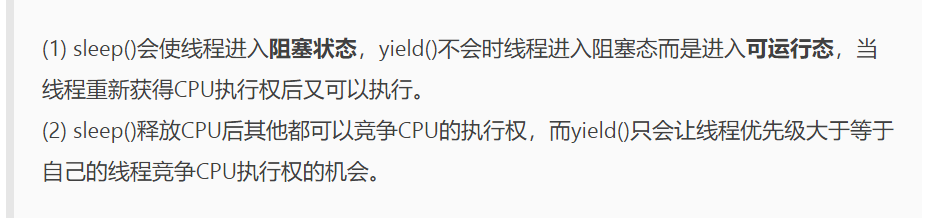 (1) sleep()会使线程进入阻塞状态，yield()不会时线程进入阻塞态而是进入可运行态，当
线程重新获得CPU执行权后又可以执行。
(2) sleep()释放CPU后其他都可以竞争CPU的执行权，而yield()只会让线程优先级大于等于
自己的线程竞争CPU执行权的机会。